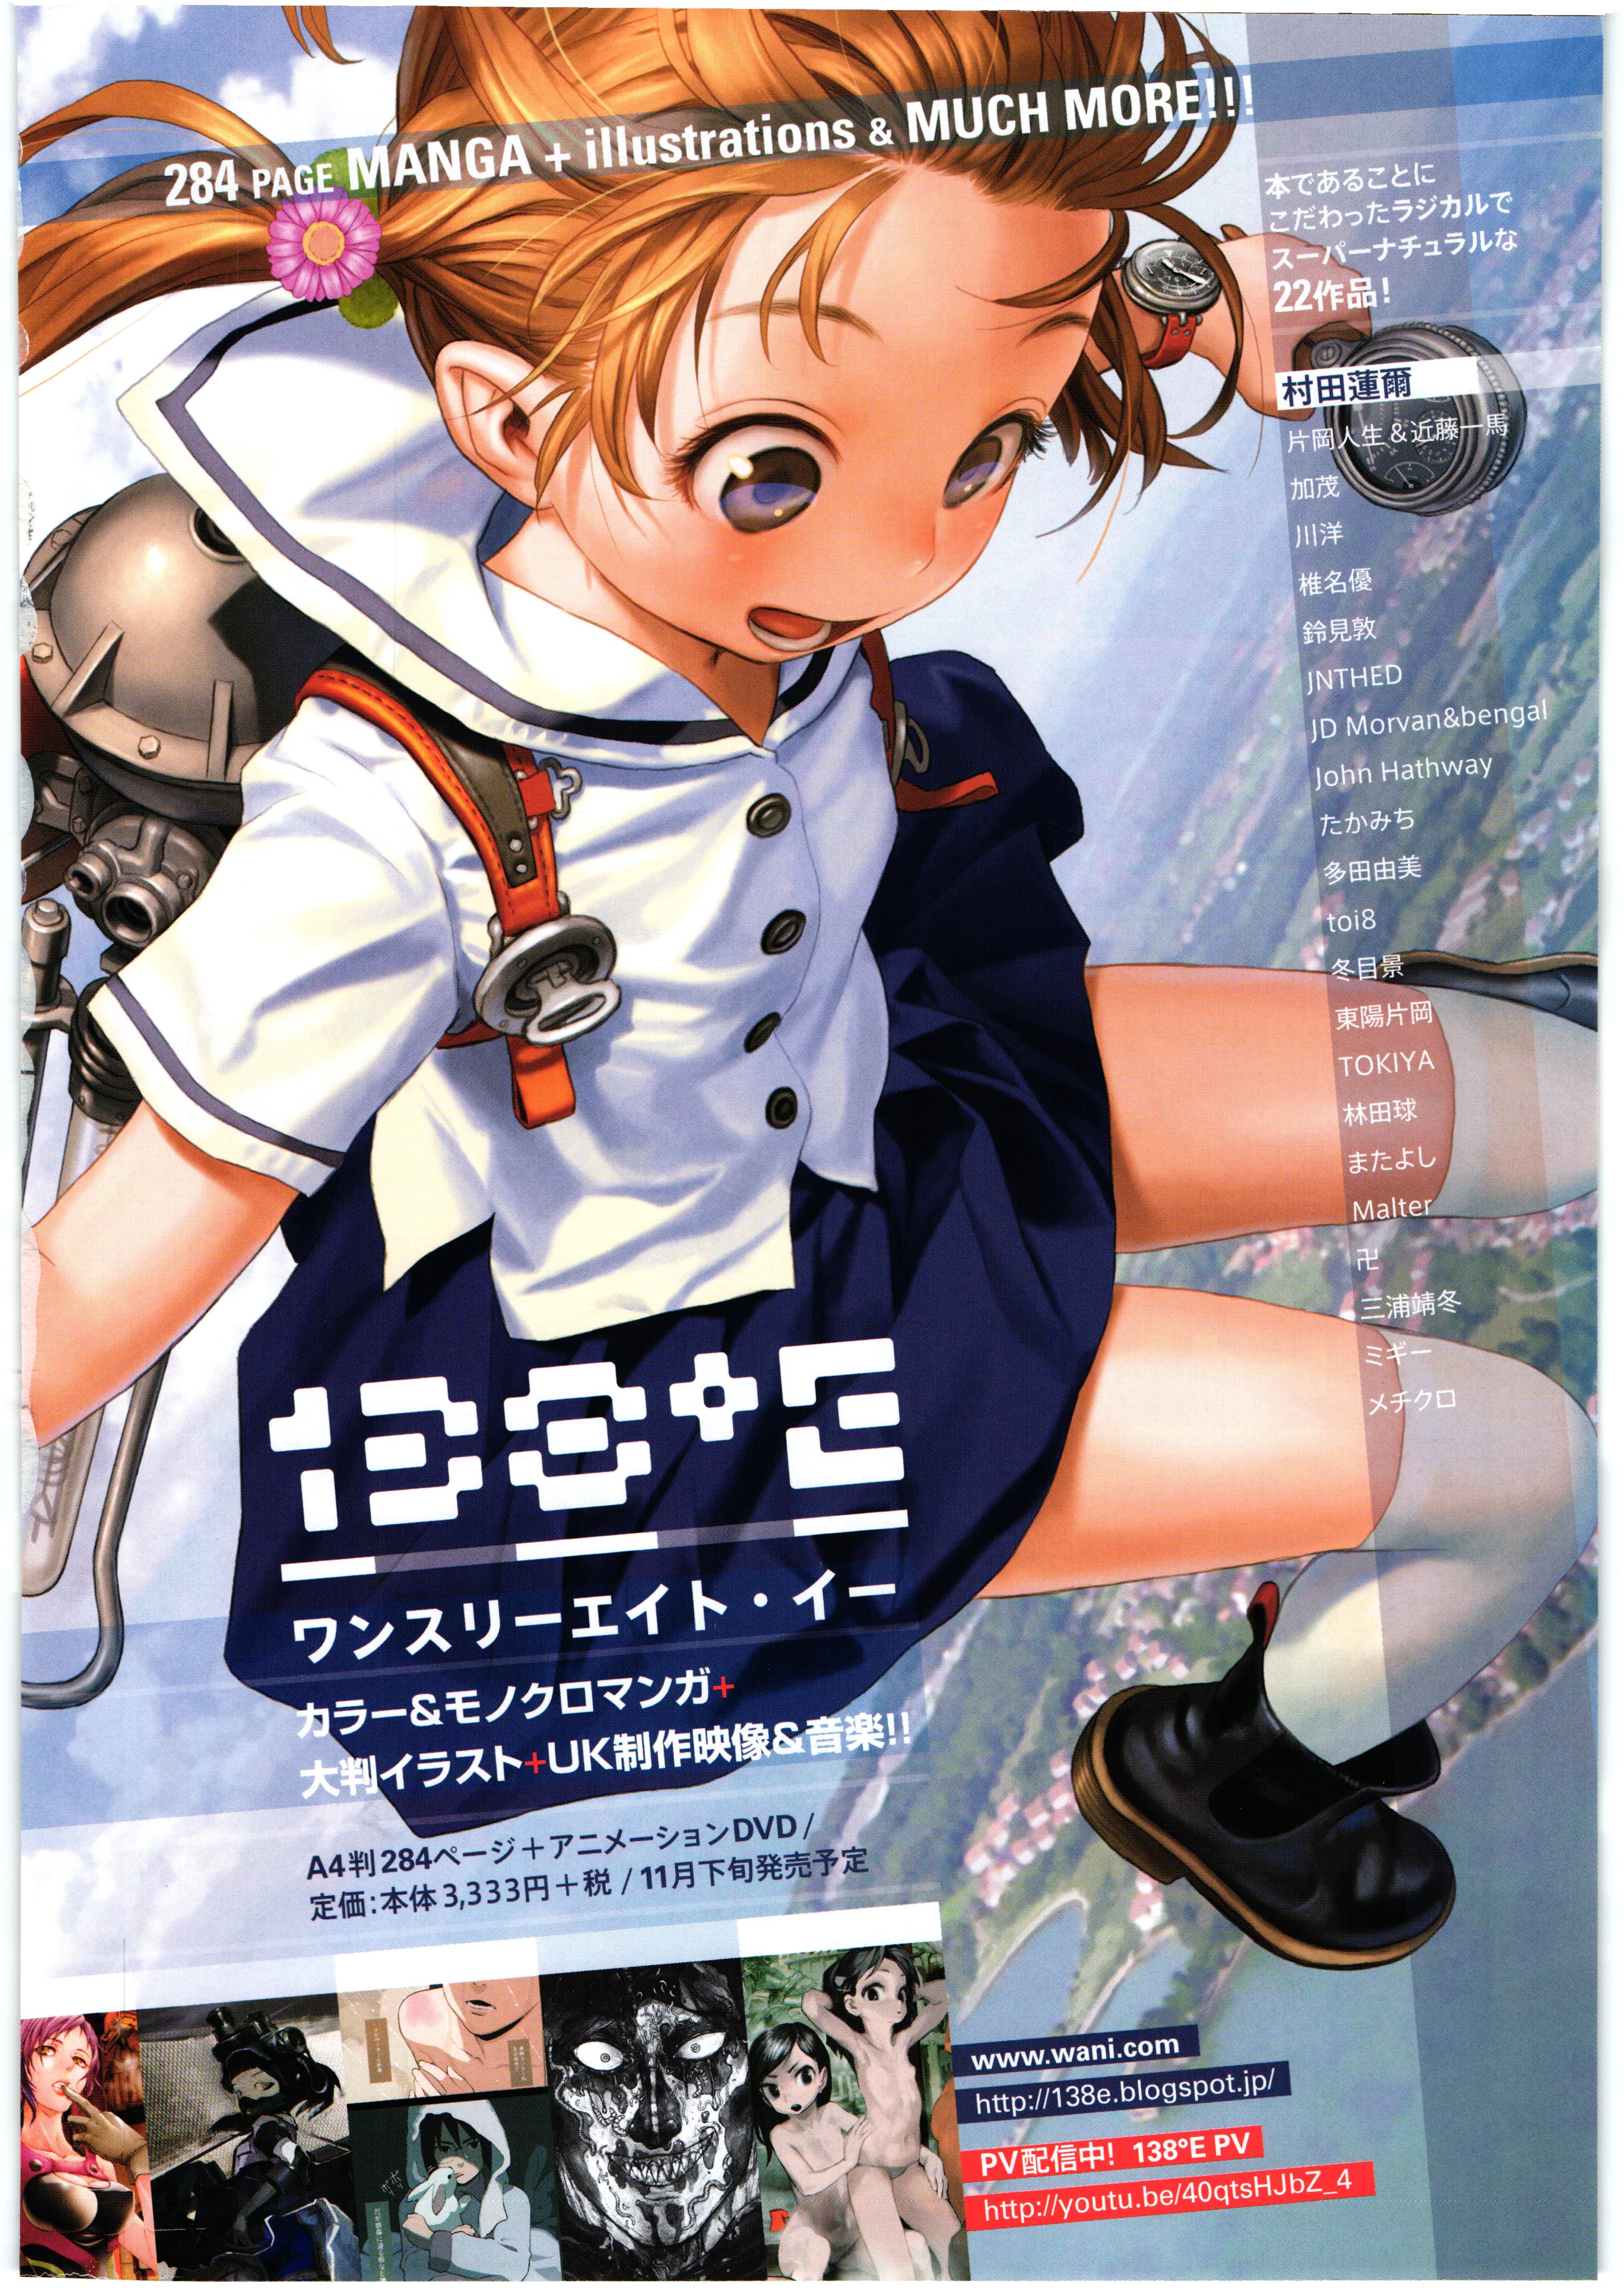 284 PAGE MANGA + illustrations & MUCH MORE!!!
本であることに
こだわったラジカルで
スーパーナチュラルな
22作品!
村田蓮爾
片岡人生&近藤一馬
加茂
川洋
椎名優
鈴見敦
JNTHED
JD Morvan&bengal
John Hathway
たかみち
多田由美
toi8
冬目景
東陽片岡
TOKIYA
林田球
またよし
Malter
卍
三浦靖冬
ミギー
メチクロ
138°E
ワンスリーエイト・イー
カラー&モノクロマンガ+
大判イラスト+UK制作映像&音楽!!
A4判284ページ+アニメーションDVD/
定価:本体3,333円+税/11月下旬発売予定
www.wani.com
http://138e.blogspot.jp/
PV配信中! 138°E PV
http://youtu.be/40qtsHJbZ_4